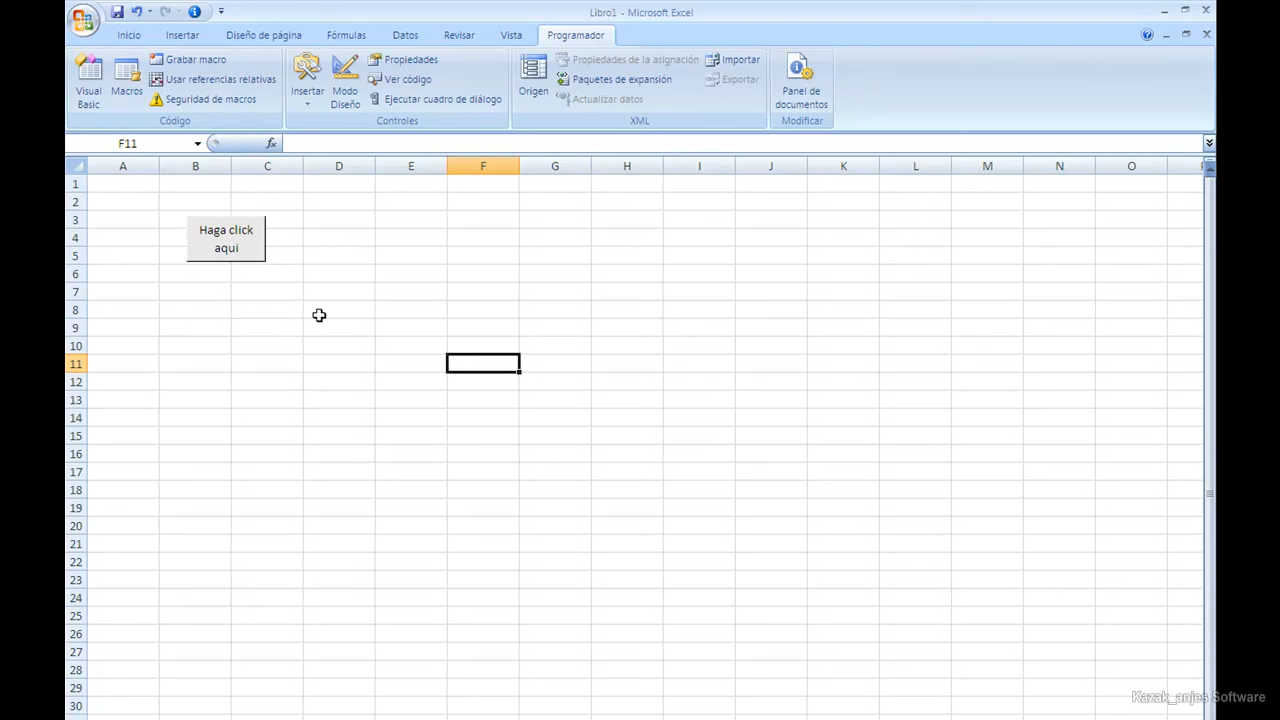 Libro1 - Microsoft Excel
Inicio Insertar Diseño de página Fórmulas Datos Revisar Vista Programador
Visual Basic
Macros
Grabar macro
Usar referencias relativas
Seguridad de macros
Código
Insertar
Modo Diseño
Propiedades
Ver código
Ejecutar cuadro de diálogo
Controles
Origen
Propiedades de la asignación
Paquetes de expansión
Actualizar datos
Importar
Exportar
XML
Panel de documentos
Modificar
F11
fx
A B C D E F G H I J K L M N O
1
2
3
4
5
6
7
8
9
10
11
12
13
14
15
16
17
18
19
20
21
22
23
24
25
26
27
28
29
30
Haga click
aqui
Kazak_anjos Software